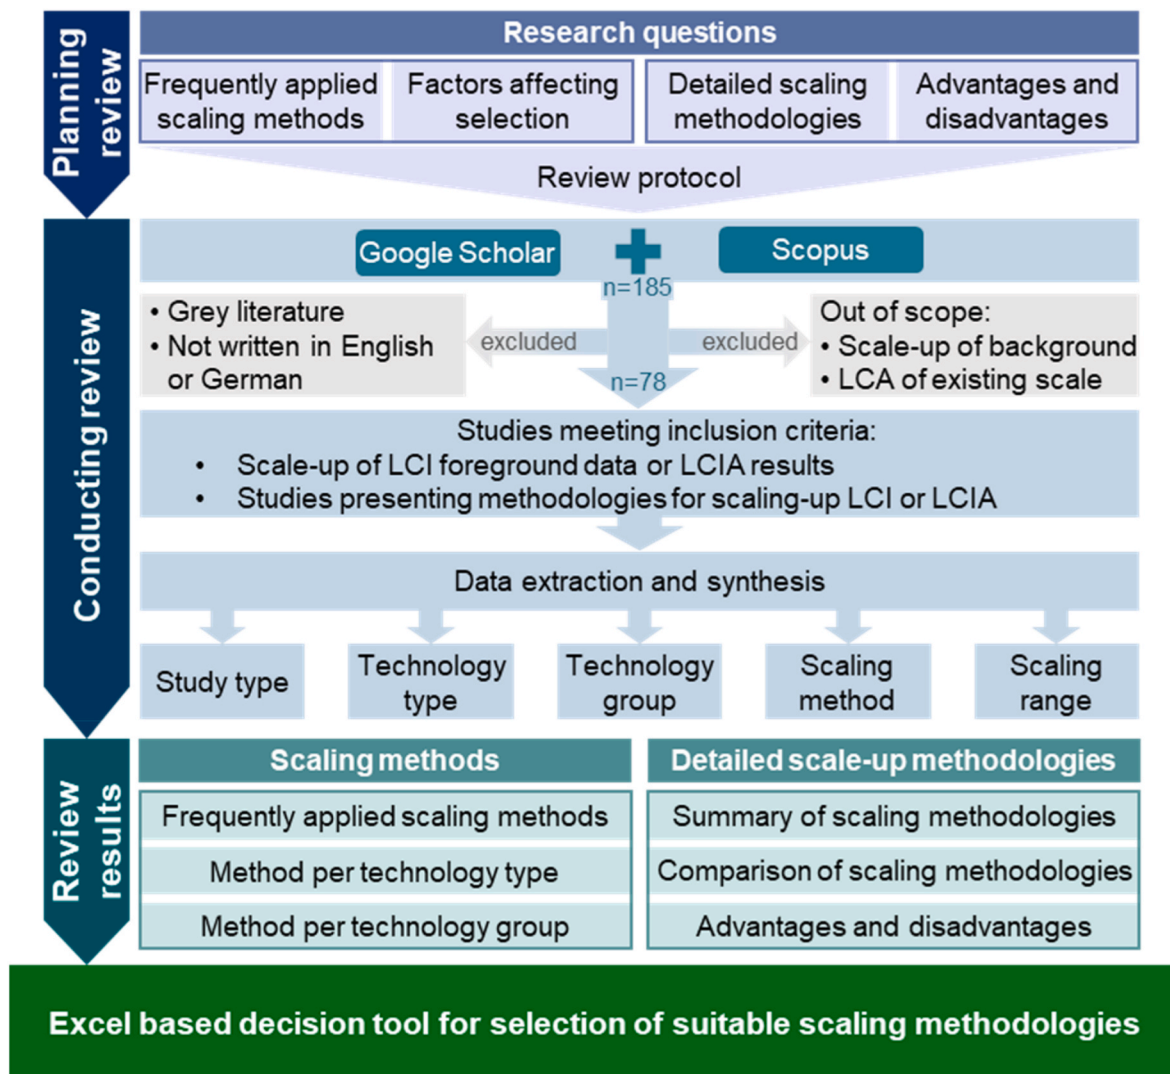 Planning
review
Research questions
Frequently applied
scaling methods
Factors affecting
selection
Detailed scaling
methodologies
Advantages and
disadvantages
Review protocol
Conducting review
Google Scholar
Scopus
n=185
• Grey literature
• Not written in English
or German
excluded
excluded
Out of scope:
• Scale-up of background
• LCA of existing scale
n=78
Studies meeting inclusion criteria:
• Scale-up of LCI foreground data or LCIA results
• Studies presenting methodologies for scaling-up LCI or LCIA
Data extraction and synthesis
Study type
Technology
type
Technology
group
Scaling
method
Scaling
range
Review
results
Scaling methods
Frequently applied scaling methods
Method per technology type
Method per technology group
Detailed scale-up methodologies
Summary of scaling methodologies
Comparison of scaling methodologies
Advantages and disadvantages
Excel based decision tool for selection of suitable scaling methodologies